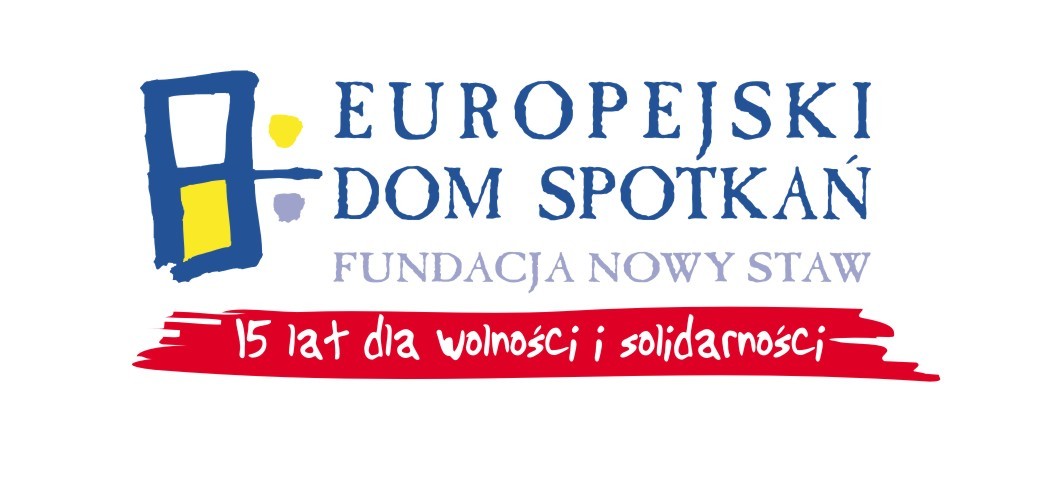 EUROPEJSKI
DOM SPOTKAŃ
FUNDACJA NOWY STAW
15 lat dla wolności i solidarności